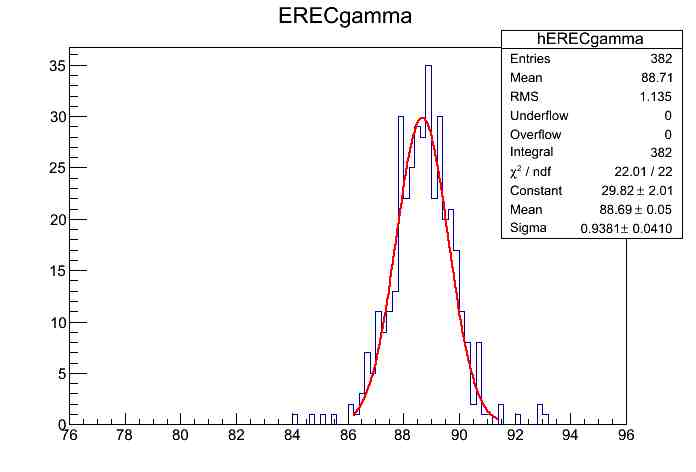 ERECgamma
hERECgamma
Entries 382
Mean 88.71
RMS 1.135
Underflow 0
Overflow 0
Integral 382
χ² / ndf 22.01 / 22
Constant 29.82 ± 2.01
Mean 88.69 ± 0.05
Sigma 0.9381± 0.0410
35
30
25
20
15
10
5
0
76 78 80 82 84 86 88 90 92 94 96